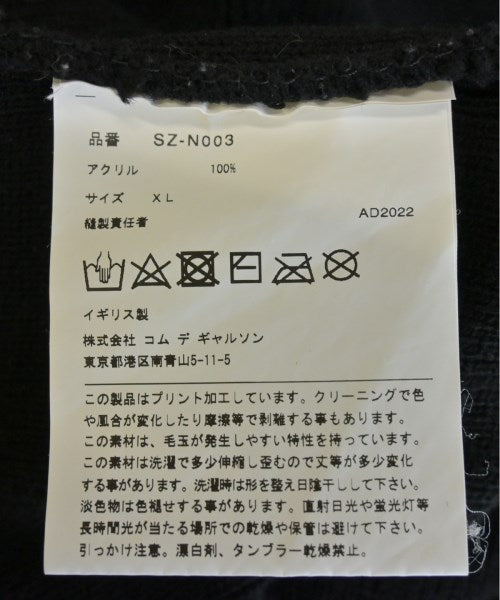 品番 SZ-N003
アクリル 100%
サイズ XL
縫製責任者 AD2022
イギリス製
株式会社 コム デ ギャルソン
東京都港区南青山5-11-5
この製品はプリント加工しています。クリーニングで色
や風合が変化したり摩擦等で剥離する事もあります。
この素材は、毛玉が発生しやすい特性を持っています。
この素材は洗濯で多少伸縮し歪むので丈等が多少変化
する事があります。洗濯時は形を整え日陰干しして下さい。
淡色物は色褪せする事があります。直射日光や蛍光灯等
長時間光が当たる場所での乾燥や保管は避けて下さい。
引っかけ注意。漂白剤、タンブラー乾燥禁止。